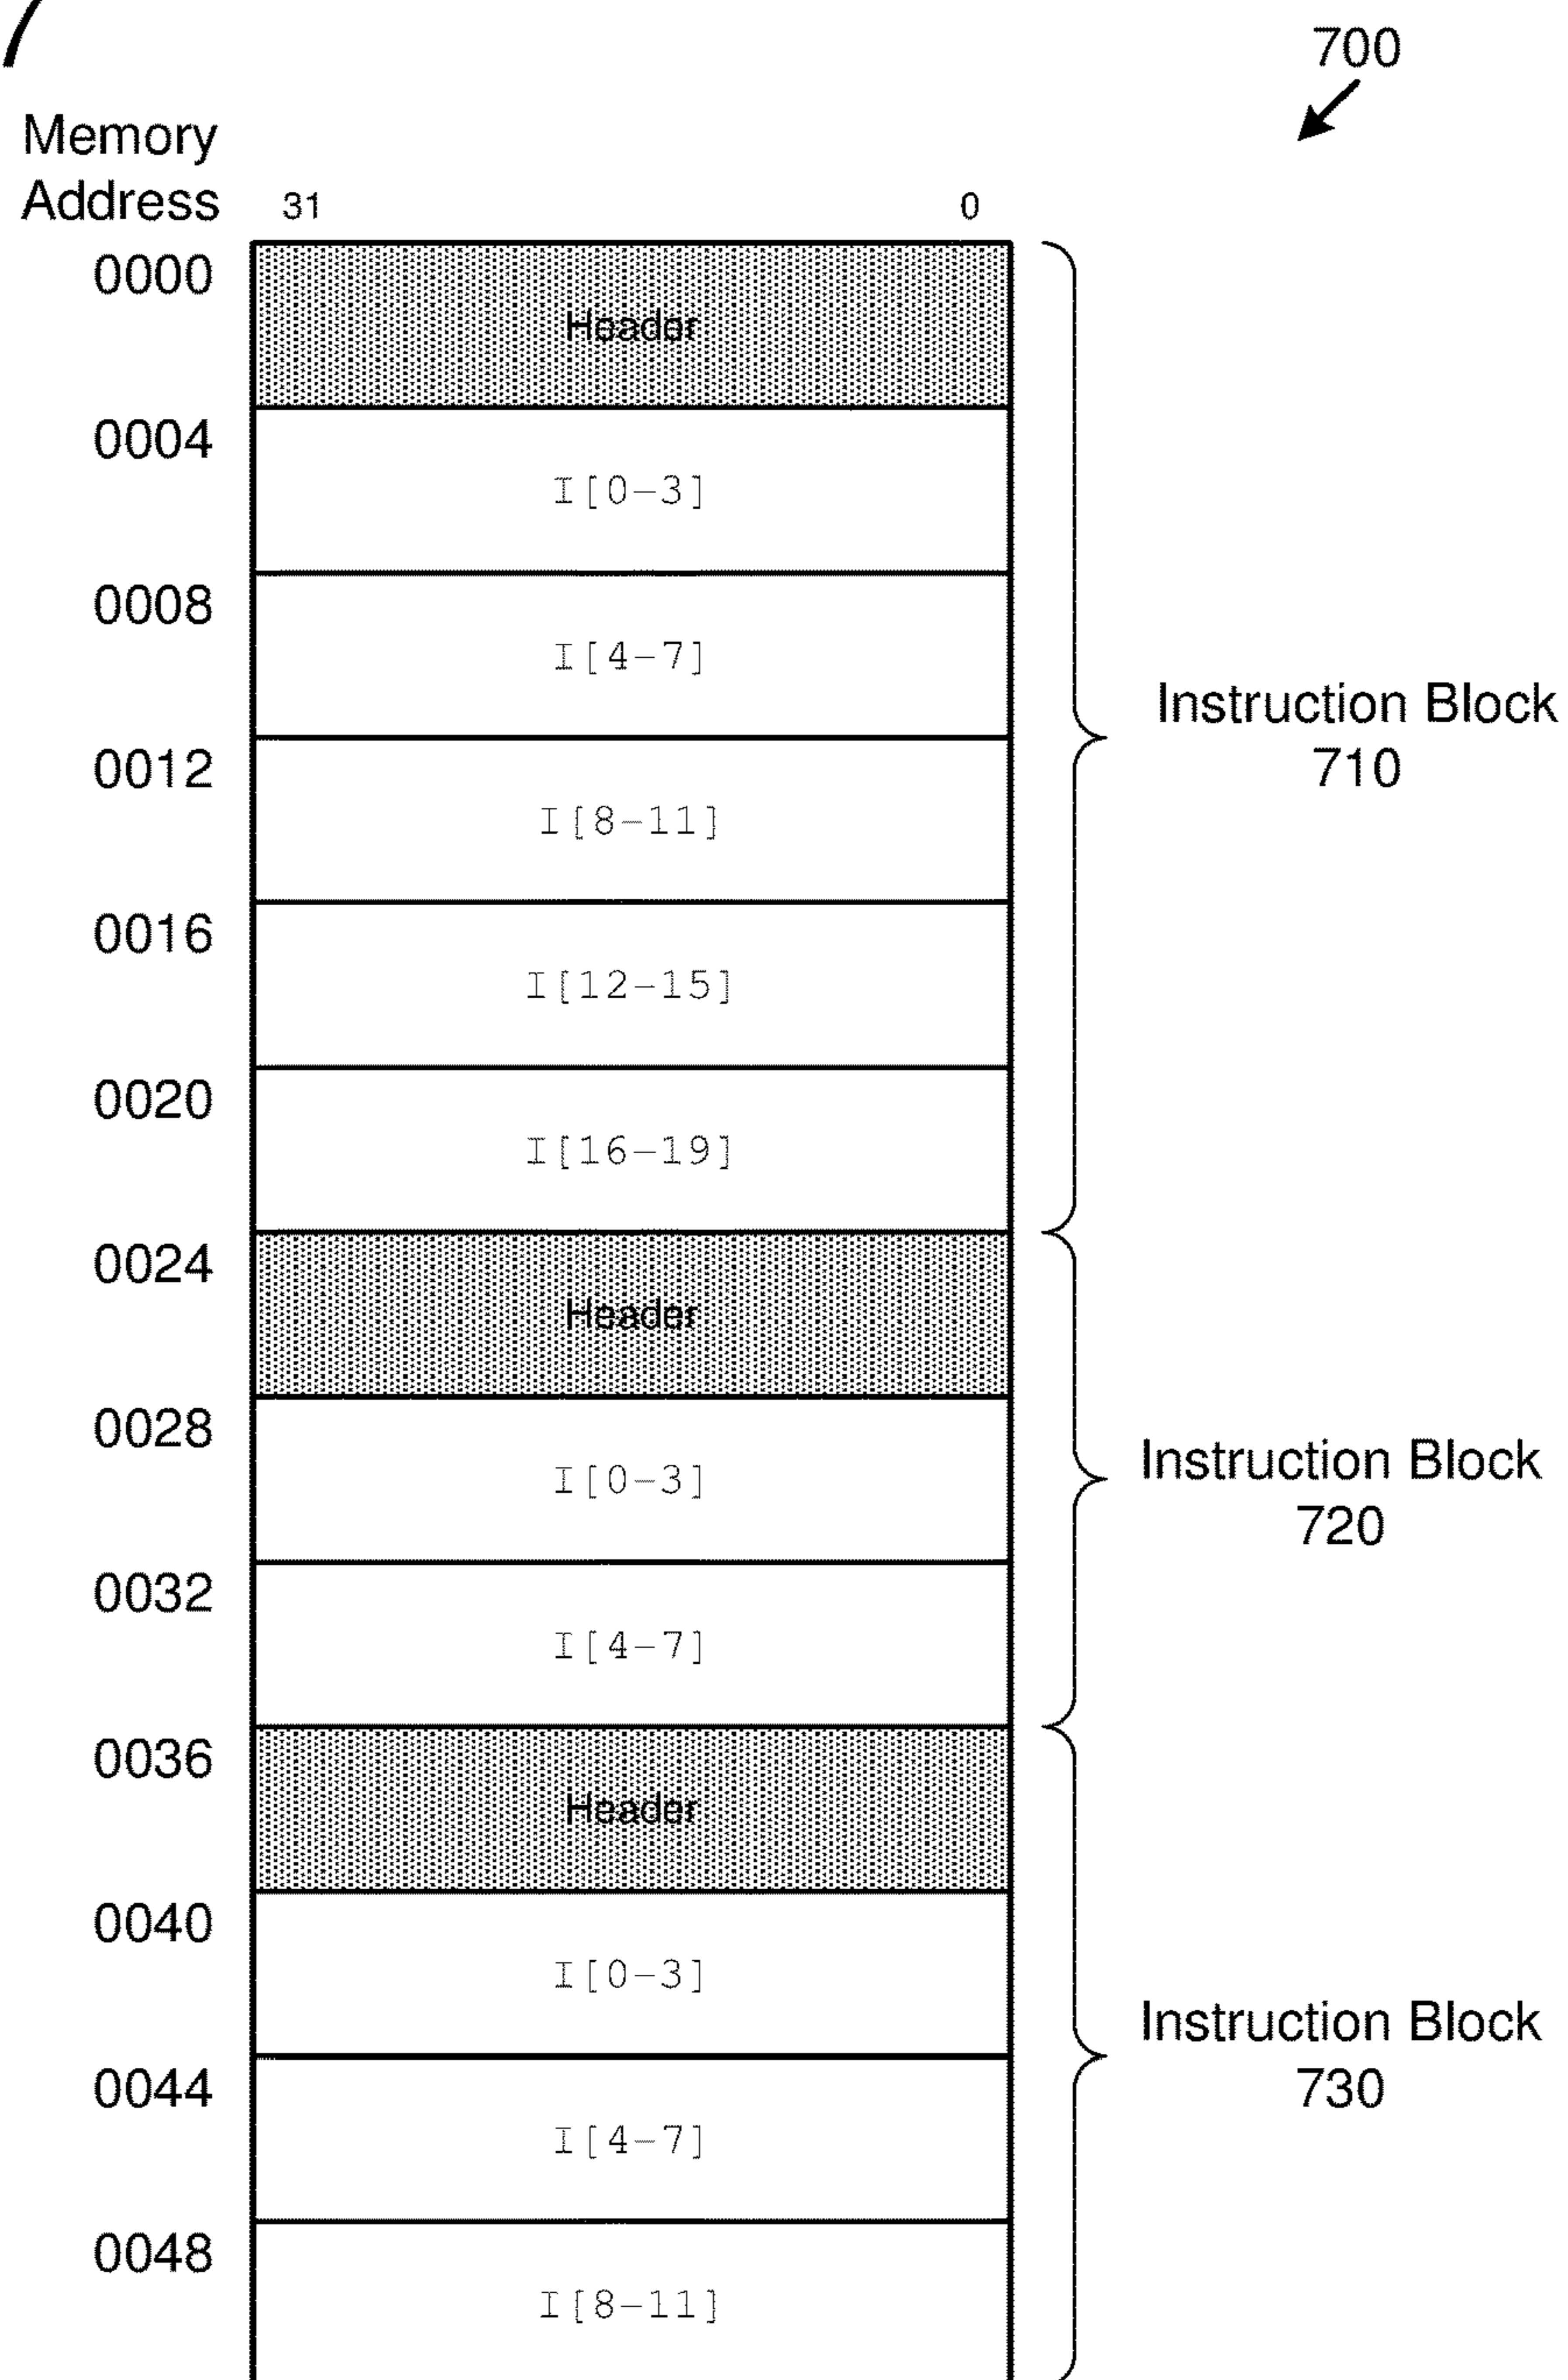 7
700
Memory
Address
31 0
0000
Header
0004
I[0-3]
0008
I[4-7]
Instruction Block
710
0012
I[8-11]
0016
I[12-15]
0020
I[16-19]
0024
Header
0028
I[0-3]
Instruction Block
720
0032
I[4-7]
0036
Header
0040
I[0-3]
Instruction Block
730
0044
I[4-7]
0048
I[8-11]